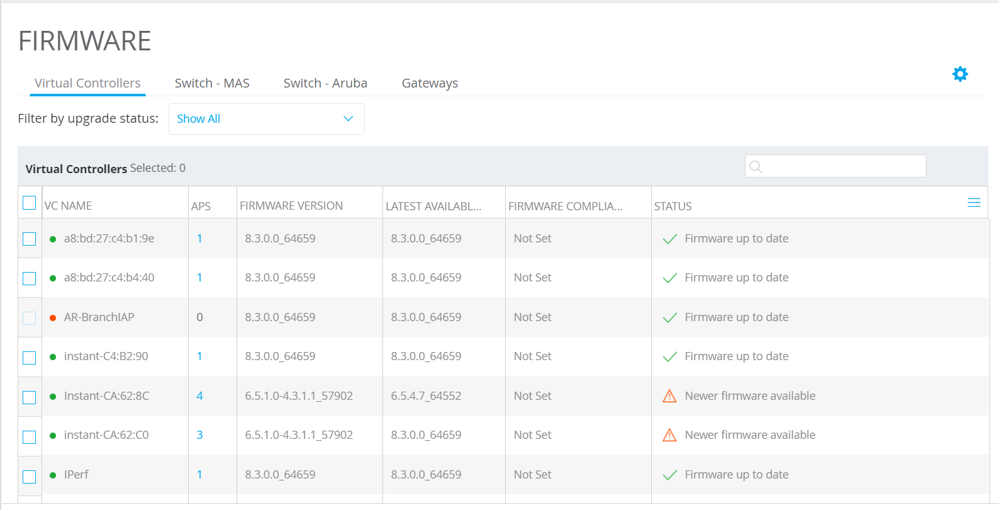 FIRMWARE
Virtual Controllers Switch - MAS Switch - Aruba Gateways
Filter by upgrade status: Show All
Virtual Controllers Selected: 0
VC NAME APS FIRMWARE VERSION LATEST AVAILABL... FIRMWARE COMPLIA... STATUS
a8:bd:27:c4:b1:9e 1 8.3.0.0_64659 8.3.0.0_64659 Not Set Firmware up to date
a8:bd:27:c4:b4:40 1 8.3.0.0_64659 8.3.0.0_64659 Not Set Firmware up to date
AR-BranchIAP 0 8.3.0.0_64659 8.3.0.0_64659 Not Set Firmware up to date
instant-C4:B2:90 1 8.3.0.0_64659 8.3.0.0_64659 Not Set Firmware up to date
Instant-CA:62:8C 4 6.5.1.0-4.3.1.1_57902 6.5.4.7_64552 Not Set Newer firmware available
instant-CA:62:C0 3 6.5.1.0-4.3.1.1_57902 8.3.0.0_64659 Not Set Newer firmware available
IPerf 1 8.3.0.0_64659 8.3.0.0_64659 Not Set Firmware up to date